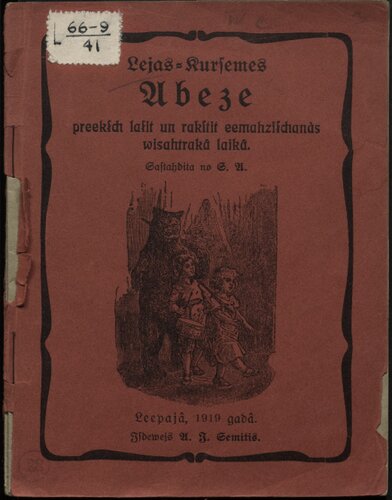 66-9
41
Lejas=Kurſemes
Abeze
preekſch laſit un rakſtit eemahziſchanàs
wisahtrakâ laikâ.
Saſtahdita no S. A.
Leepajâ, 1919 gadâ.
Iſdewejs A. J. Semitis.